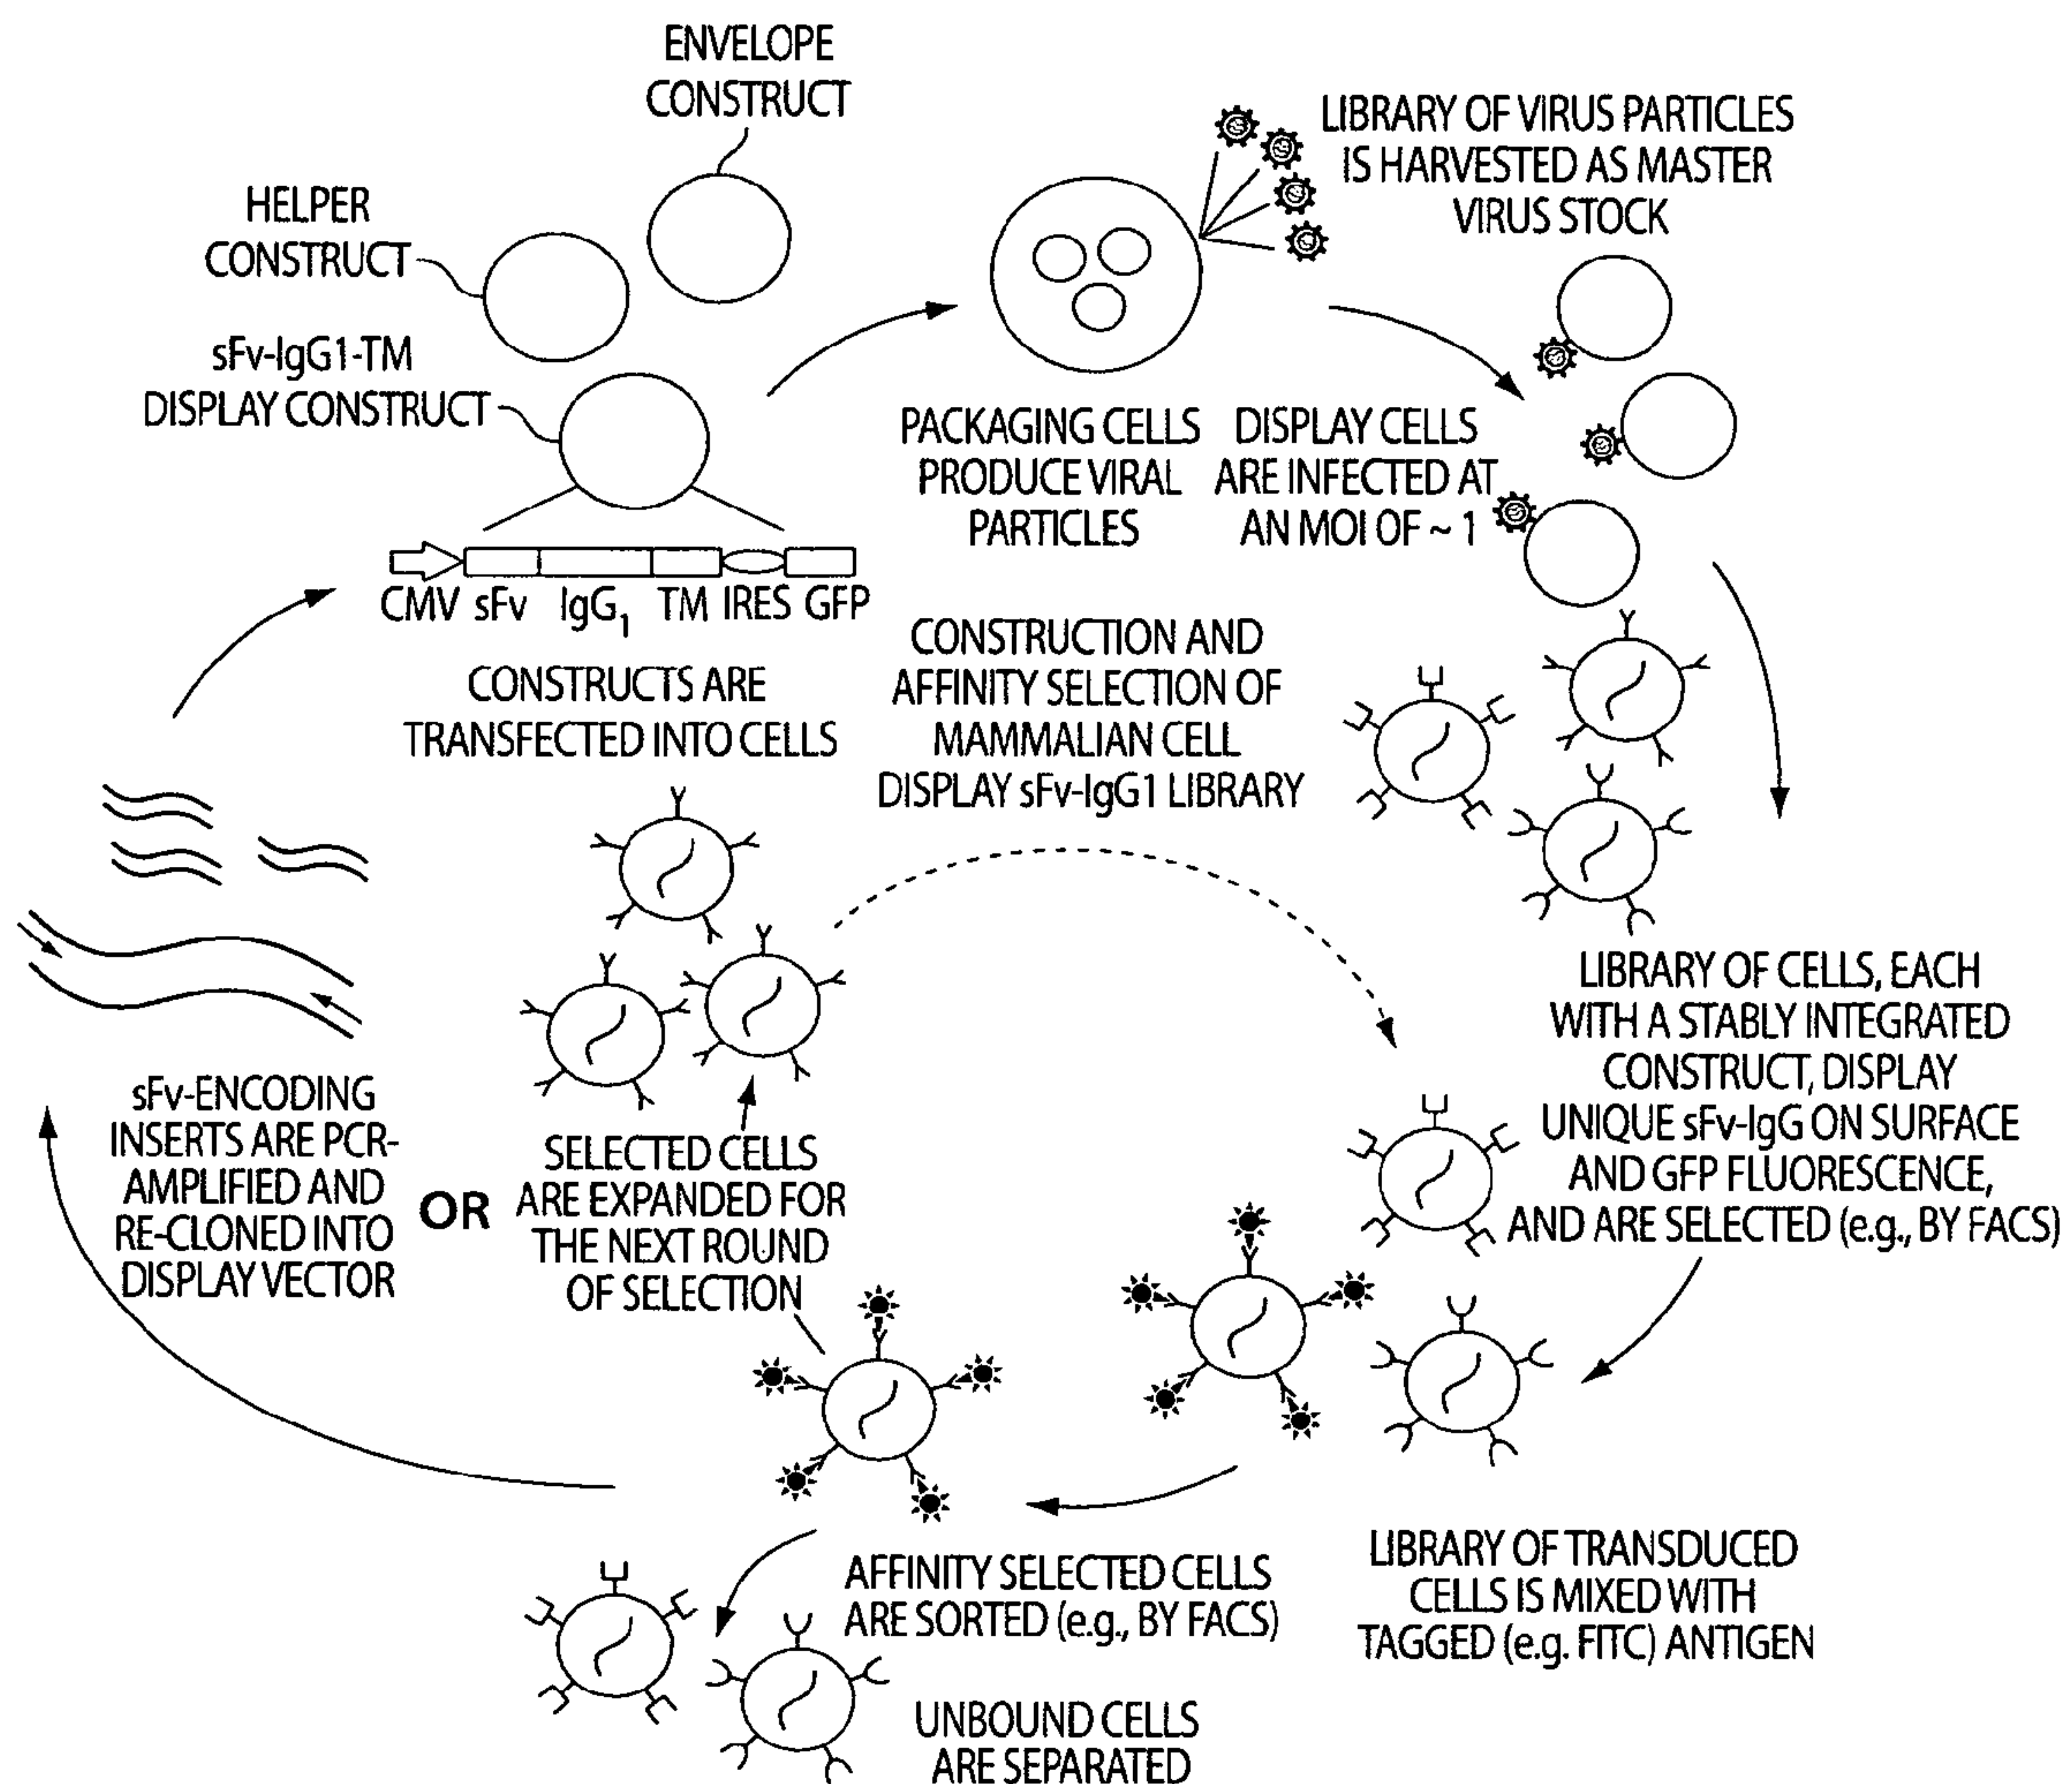 ENVELOPE
CONSTRUCT
HELPER
CONSTRUCT
sFv-IgG1-TM
DISPLAY CONSTRUCT
CMV sFv IgG1 TM IRES GFP
CONSTRUCTS ARE
TRANSFECTED INTO CELLS
PACKAGING CELLS
PRODUCE VIRAL
PARTICLES
LIBRARY OF VIRUS PARTICLES
IS HARVESTED AS MASTER
VIRUS STOCK
DISPLAY CELLS
ARE INFECTED AT
AN MOI OF ~ 1
CONSTRUCTION AND
AFFINITY SELECTION OF
MAMMALIAN CELL
DISPLAY sFv-IgG1 LIBRARY
LIBRARY OF CELLS, EACH
WITH A STABLY INTEGRATED
CONSTRUCT, DISPLAY
UNIQUE sFv-IgG ON SURFACE
AND GFP FLUORESCENCE,
AND ARE SELECTED (e.g., BY FACS)
LIBRARY OF TRANSDUCED
CELLS IS MIXED WITH
TAGGED (e.g. FITC) ANTIGEN
AFFINITY SELECTED CELLS
ARE SORTED (e.g., BY FACS)
UNBOUND CELLS
ARE SEPARATED
SELECTED CELLS
ARE EXPANDED FOR
THE NEXT ROUND
OF SELECTION
OR
sFv-ENCODING
INSERTS ARE PCR-
AMPLIFIED AND
RE-CLONED INTO
DISPLAY VECTOR